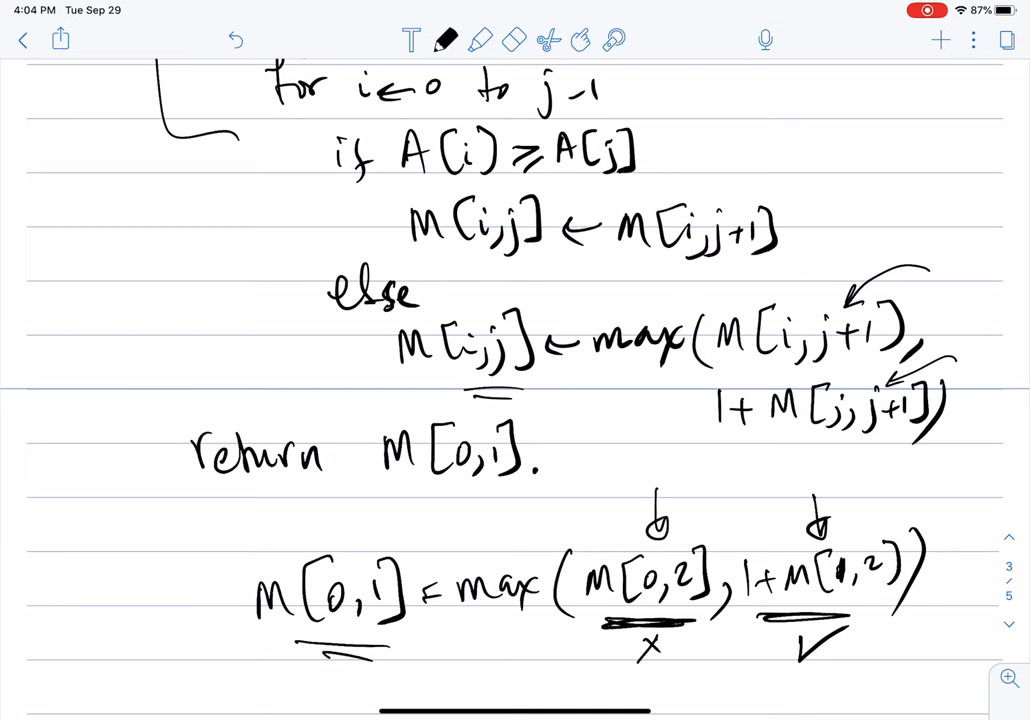 4:04 PM Tue Sep 29 87%
T
for i ← 0 to j-1
if A[i] ≥ A[j]
M[i,j] ← M[i,j+1]
else
M[i,j] ← max(M[i,j+1],
1 + M[j,j+1])
return M[0,1].
M[0,1] = max(M[0,2], 1+M[1,2])
x ✓
3
/
5